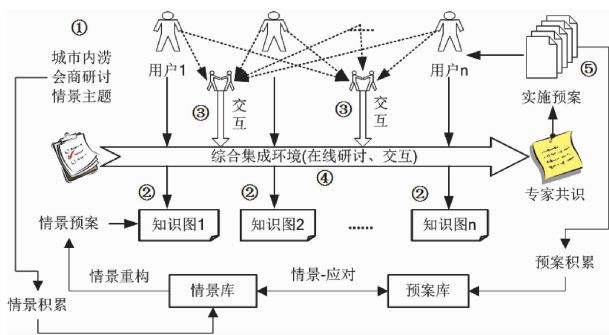 ①
城市内涝
会商研讨
情景主题
用户1
用户n
⑤
实施预案
③
交互
③
交互
综合集成环境(在线研讨、交互)
④
专家共识
②
②
②
情景预案
知识图1
知识图2
······
知识图n
情景重构
情景-应对
预案积累
情景积累
情景库
预案库